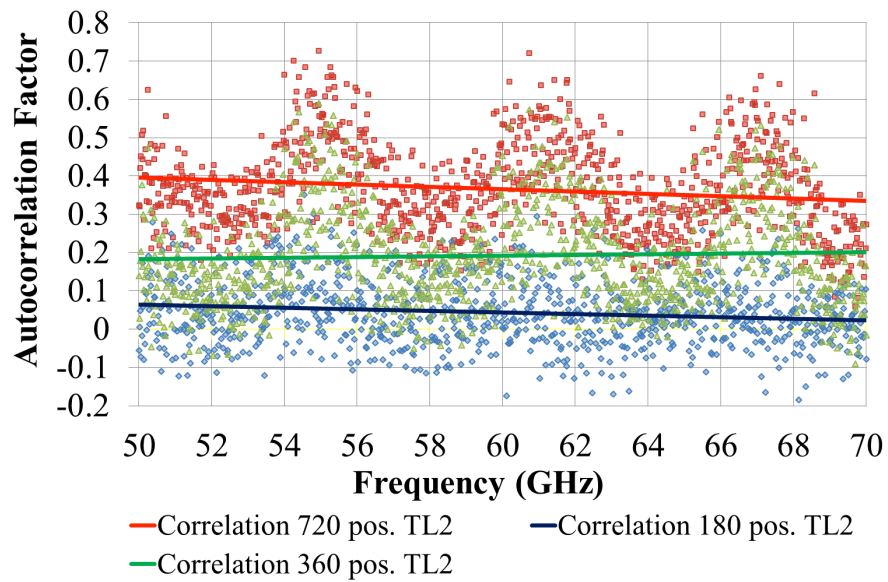 Autocorrelation Factor
0.8
0.7
0.6
0.5
0.4
0.3
0.2
0.1
0
-0.1
-0.2
50 52 54 56 58 60 62 64 66 68 70
Frequency (GHz)
Correlation 720 pos. TL2 Correlation 180 pos. TL2
Correlation 360 pos. TL2